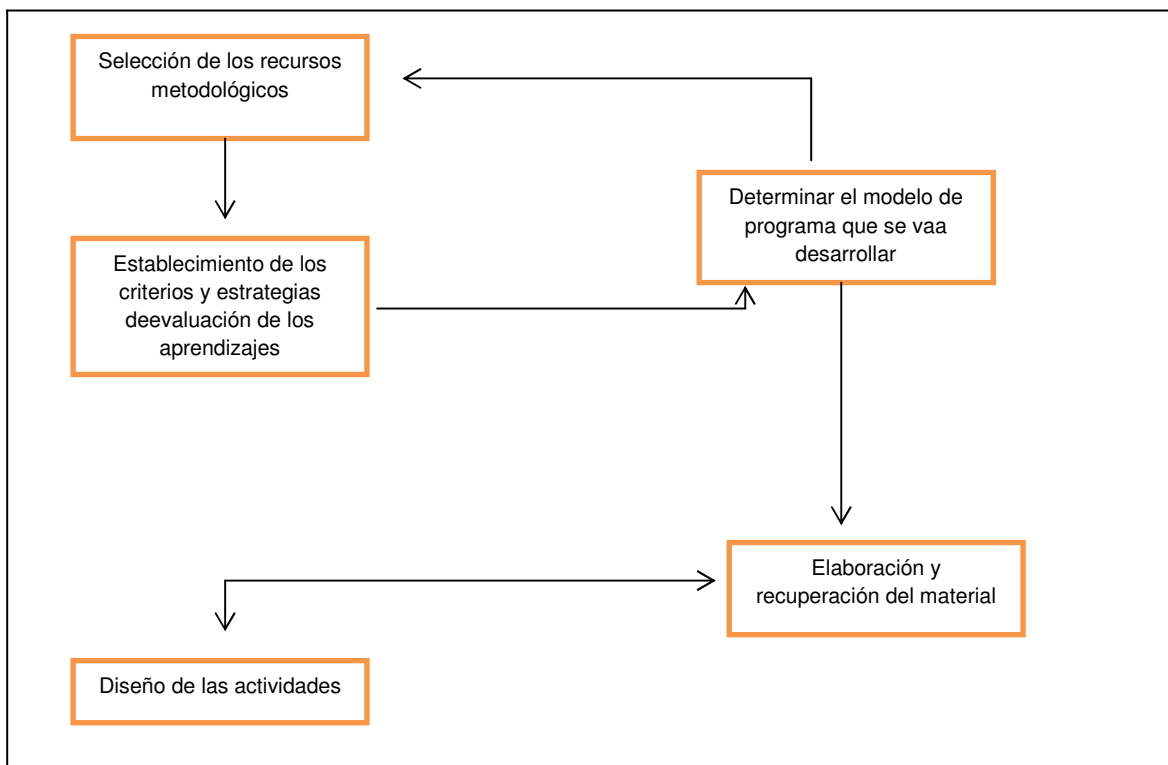 Selección de los recursos
metodológicos
Determinar el modelo de
programa que se vaa
desarrollar
Establecimiento de los
criterios y estrategias
deevaluación de los
aprendizajes
Elaboración y
recuperación del material
Diseño de las actividades